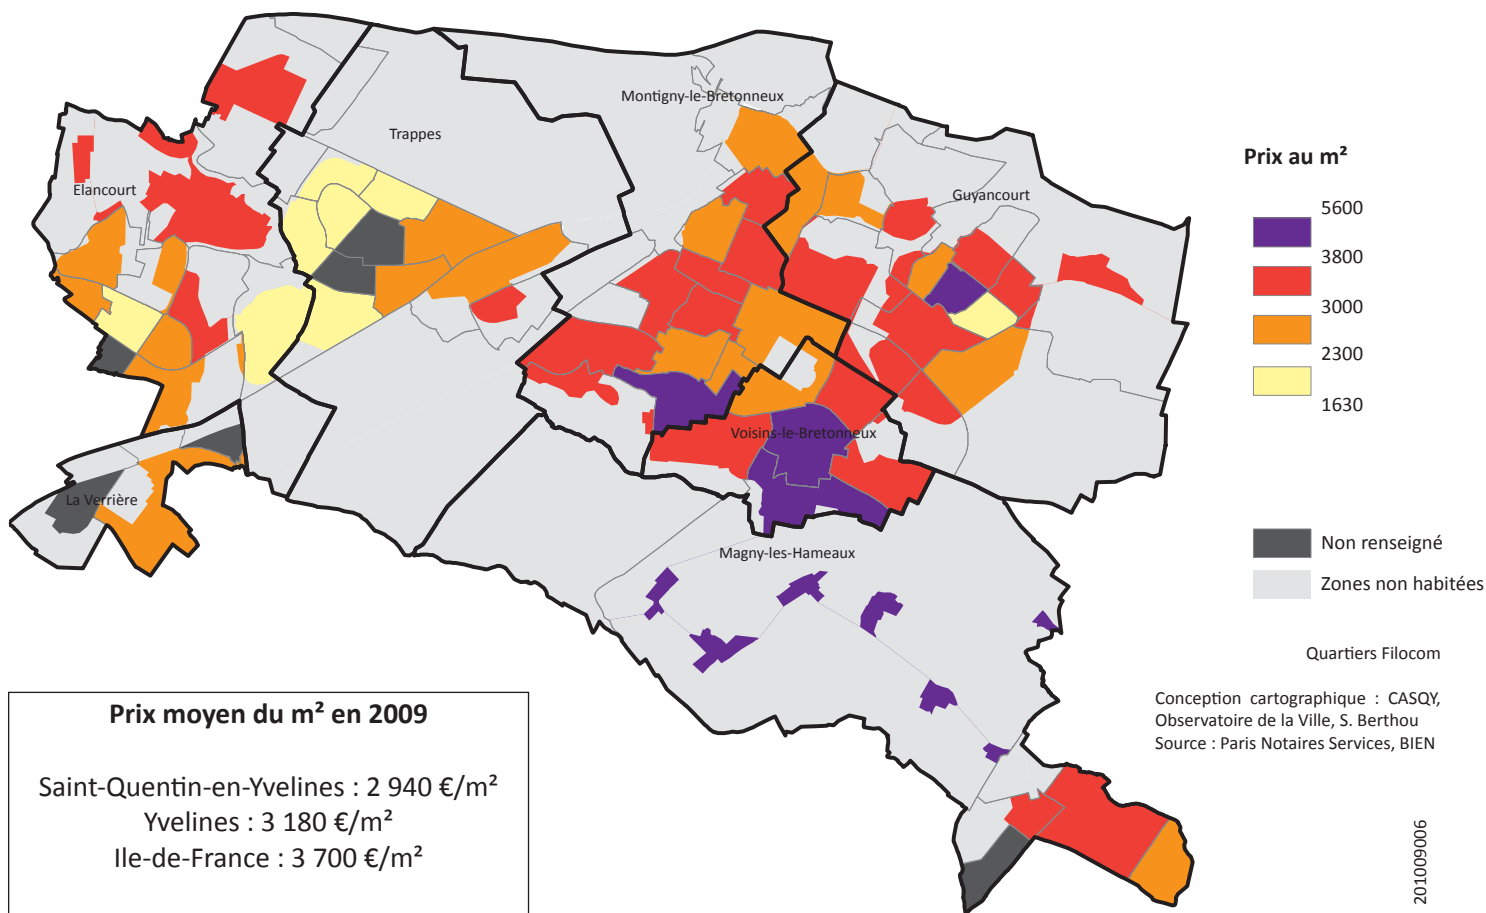 Montigny-le-Bretonneux
Trappes
Elancourt
Guyancourt
Voisins-le-Bretonneux
La Verrière
Magny-les-Hameaux
Prix au m²
5600
3800
3000
2300
1630
Non renseigné
Zones non habitées
Quartiers Filocom
Conception cartographique : CASQY,
Observatoire de la Ville, S. Berthou
Source : Paris Notaires Services, BIEN
201009006
Prix moyen du m² en 2009
Saint-Quentin-en-Yvelines : 2 940 €/m²
Yvelines : 3 180 €/m²
Ile-de-France : 3 700 €/m²